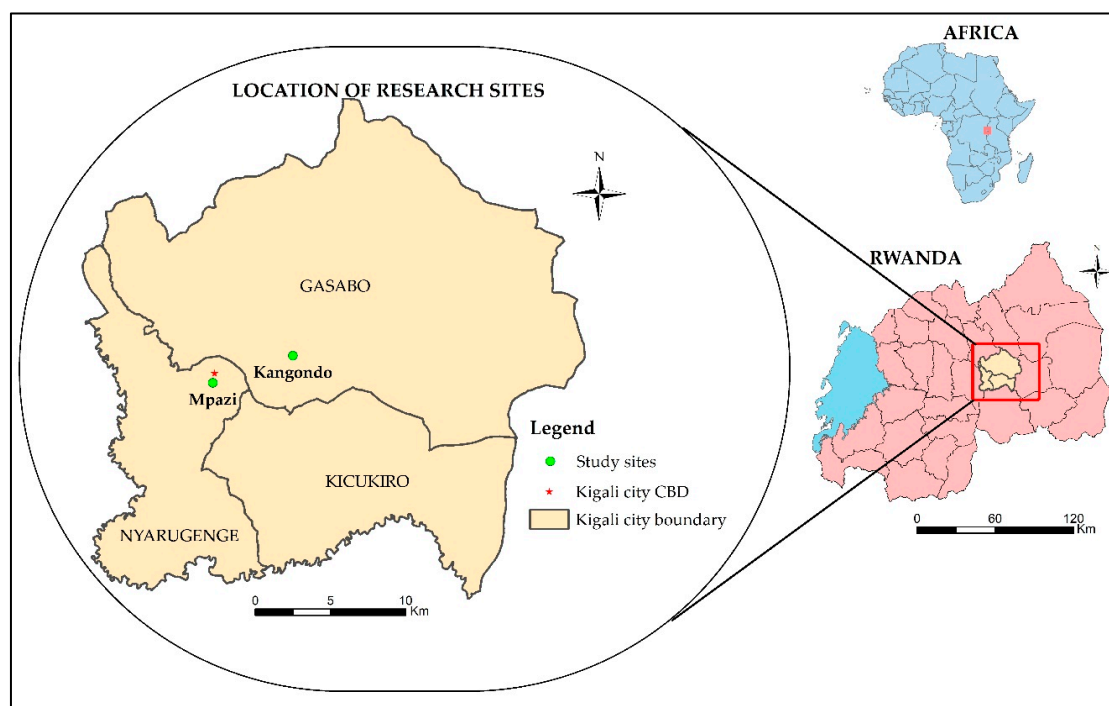 LOCATION OF RESEARCH SITES
N
GASABO
Kangondo
Mpazi
KICUKIRO
NYARUGENGE
Legend
Study sites
Kigali city CBD
Kigali city boundary
0 5 10
Km
AFRICA
RWANDA
N
0 60 120
Km